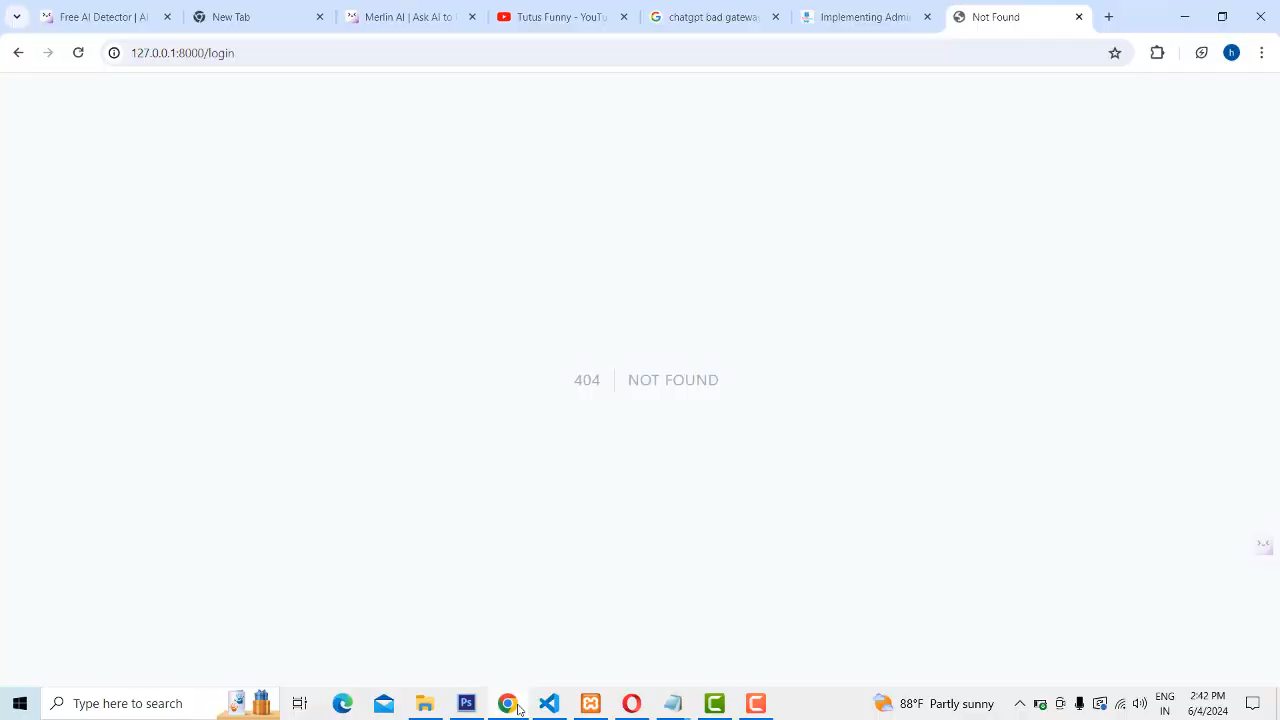 Free AI Detector |
New Tab
Merlin AI | Ask AI to
Tutus Funny - YouTu
chatgpt bad gateway
Implementing Admi
Not Found
127.0.0.1:8000/login
h
404 NOT FOUND
Type here to search
Ps
88°F Partly sunny
ENG
IN
2:42 PM
6/4/2024